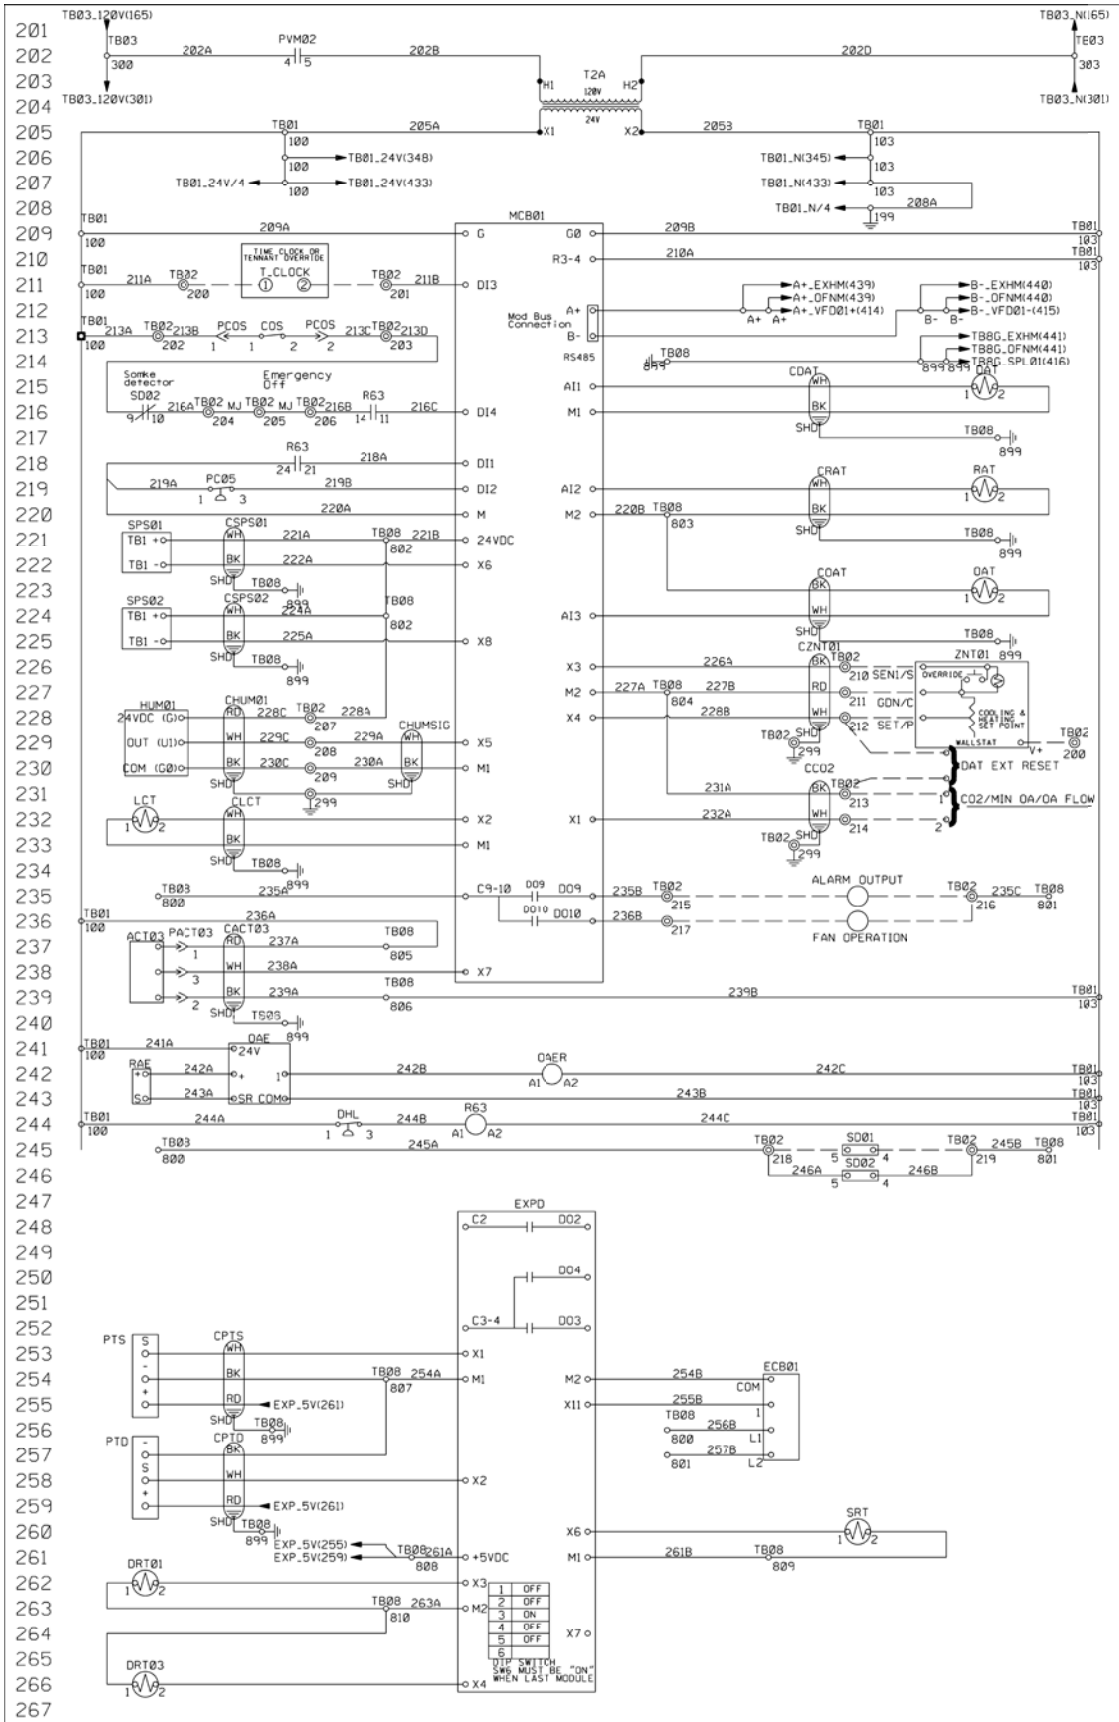 201 TB03_120V(165) TB03_N(165)
202 TB03 300 202A PVM02 4 5 202B 202D TE03 303
203 H1 T2A 120V H2
204 TB03_120V(301) 24V TB03_N(301)
205 TB01 100 205A X1 X2 2053 TB01 103
206 100 TB01_24V(348) TB01_N(345) 103
207 TB01_24V/4 100 TB01_24V(433) TB01_N(433) 103
208 TB01_N/4 208A 199
MCB01
209 TB01 100 209A G G0 209B TB01 103
210 TIME CLOCK OR TENNANT OVERRIDE R3-4 210A TB01 103
211 TB01 100 211A TB02 200 T_CLOCK 1 2 TB02 201 211B DI3 A+_EXHM(439) B-_EXHM(440)
A+_OFNM(439) B-_OFNM(440)
212 Mod Bus Connection A+ A+ A+ A+_VFD01+(414) B- B- B-_VFD01-(415)
213 TB01 100 213A TB02 202 213B PCOS 1 COS 1 2 PCOS 2 213C TB02 203 213D B- TB8G_EXHM(441)
TB8G_OFNM(441)
214 RS485 899 TB08 899 899 TB8G_SPL01(416)
215 Somke detector Emergency Off AI1 CDAT WH DAT 1 2
216 SD02 9 10 216A TB02 204 MJ TB02 205 MJ TB02 206 216B R63 14 11 216C DI4 M1 BK
217 SHD TB08 899
218 R63 24 21 218A DI1
219 219A PC05 1 3 219B DI2 AI2 CRAT WH RAT 1 2
220 220A M M2 220B TB08 803 BK
221 SPS01 TB1 + CSPS01 WH 221A TB08 802 221B 24VDC SHD TB08 899
222 TB1 - BK 222A X6
223 SHD TB08 899 COAT BK OAT 1 2
224 SPS02 TB1 + CSPS02 WH 224A TB08 802 AI3 WH
225 TB1 - BK 225A X8 SHD TB08 899
226 SHD TB08 899 X3 226A CZNT01 BK TB02 210 SEN1/S ZNT01 OVERRIDE
227 M2 227A TB08 804 227B RD 211 GDN/C
228 HUM01 24VDC (G) CHUM01 RD 228C TB02 207 228A X4 228B WH 212 SET/P COOLING & HEATING SET POINT
229 OUT (U1) WH 229C 208 229A CHUMSIG WH X5 TB02 SHD 299 WALLSTAT V+ TB02 200
230 COM (G0) BK 230C 209 230A BK M1 DAT EXT RESET
231 SHD 299 SHD 231A CCO2 BK TB02 213 1 CO2/MIN OA/OA FLOW
232 LCT 1 2 CLCT WH X2 X1 232A WH 214 2
233 BK M1 TB02 SHD 299
234 SHD TB08 899
235 TB03 800 235A C9-10 DO9 DO9 235B TB02 215 ALARM OUTPUT TB02 216 235C TB08 801
236 TB01 100 236A DO10 DO10 236B 217 FAN OPERATION
237 ACT03 PACT03 1 CACT03 RD 237A TB08 805
238 3 WH 238A X7
239 2 BK 239A TB08 806 239B TB01 103
240 SHD TB08 899
241 TB01 100 241A OAE 24V
242 RAE + 242A + 1 242B OAER A1 A2 242C TB01 103
243 S 243A SR COM 243B TB01 103
244 TB01 100 244A DHL 1 3 244B R63 A1 A2 244C TB01 103
245 TB03 800 245A TB02 218 SD01 5 4 TB02 219 245B TB08 801
246 246A SD02 5 4 246B
247 EXPD
248 C2 DO2
249
250 DO4
251
252 C3-4 DO3
253 PTS S CPTS WH X1
254 - BK TB08 807 254A M1 M2 254B ECB01 COM
255 + RD EXP_5V(261) X11 255B 1
256 SHD TB08 899 TB08 800 256B L1
257 PTD - CPTD BK 801 257B L2
258 S WH X2
259 + RD EXP_5V(261)
260 SHD TB08 899 EXP_5V(255) X6 SRT 1 2
261 EXP_5V(259) TB08 808 261A +5VDC M1 261B TB08 809
262 DRT01 1 2 X3 1 OFF
263 TB08 810 263A M2 2 OFF
3 ON
264 4 OFF X7
5 OFF
265 6
266 DRT03 1 2 X4 DIP SWITCH SW6 MUST BE "ON" WHEN LAST MODULE
267